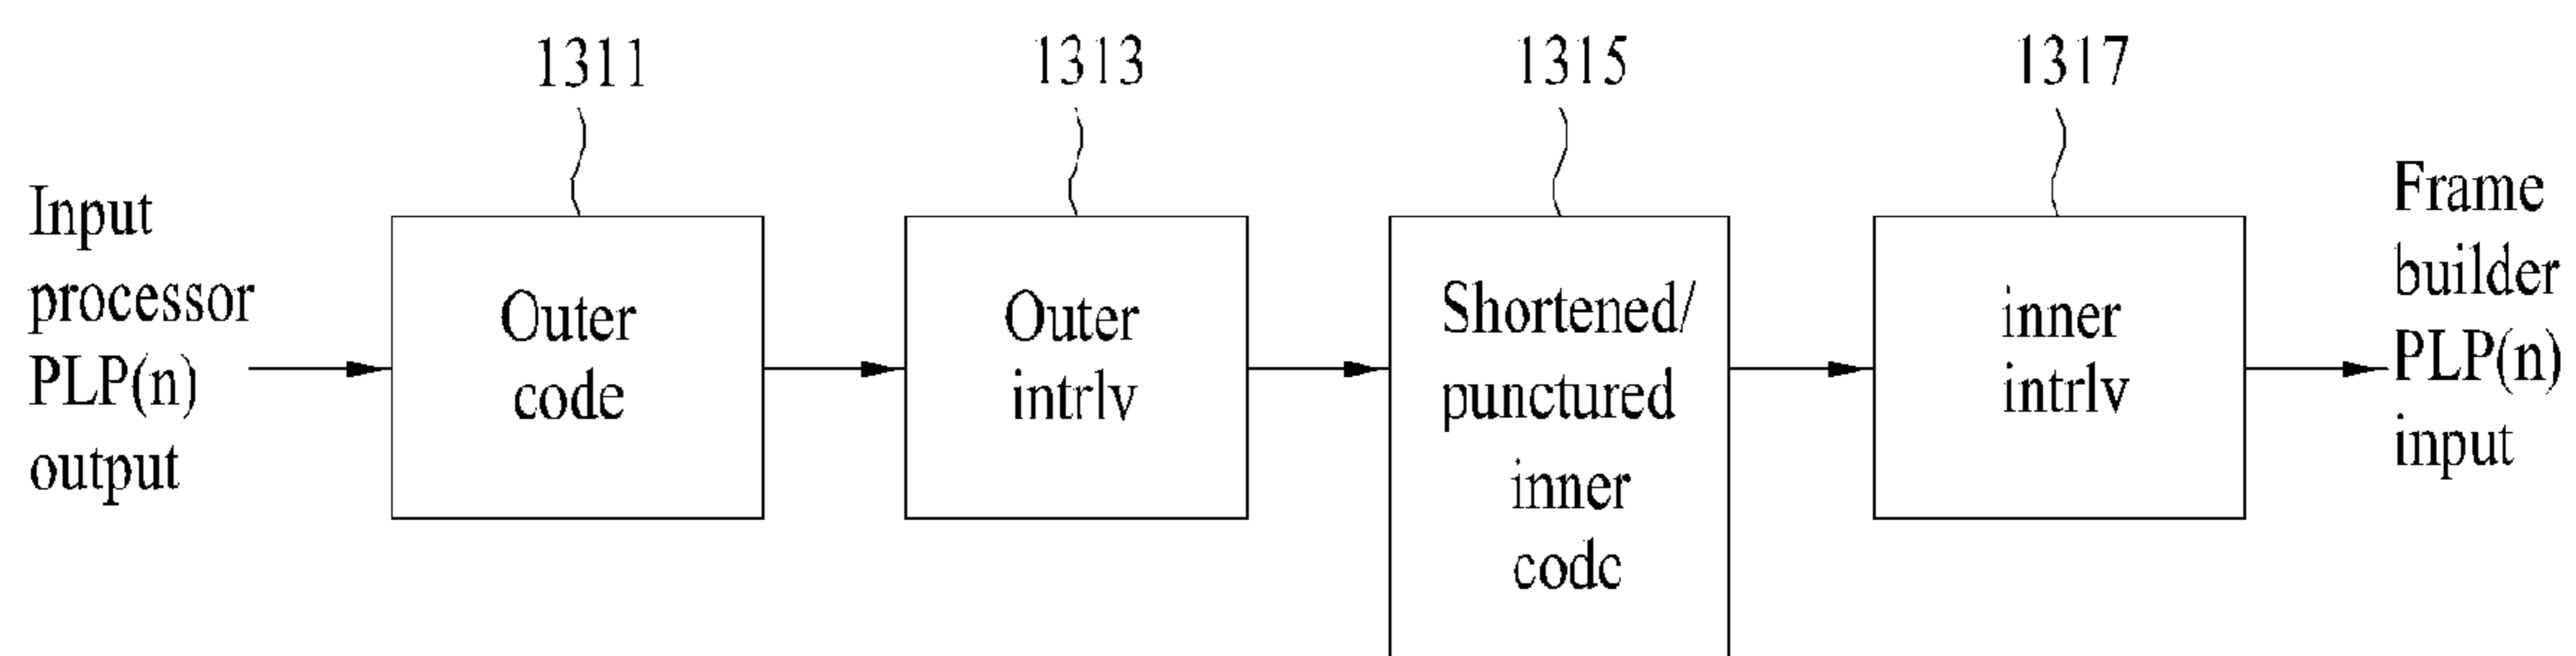 1311
1313
1315
1317
Input
processor
PLP(n)
output
Outer
code
Outer
intrlv
Shortened/
punctured
inner
code
inner
intrlv
Frame
builder
PLP(n)
input